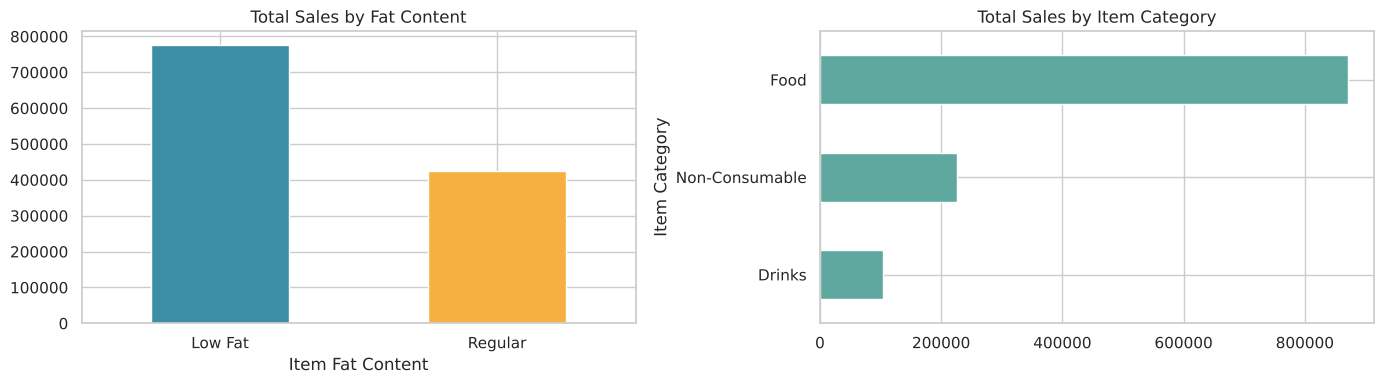 Total Sales by Fat Content
800000
700000
600000
500000
400000
300000
200000
100000
0
Low Fat
Regular
Item Fat Content
Total Sales by Item Category
Item Category
Food
Non-Consumable
Drinks
0
200000
400000
600000
800000